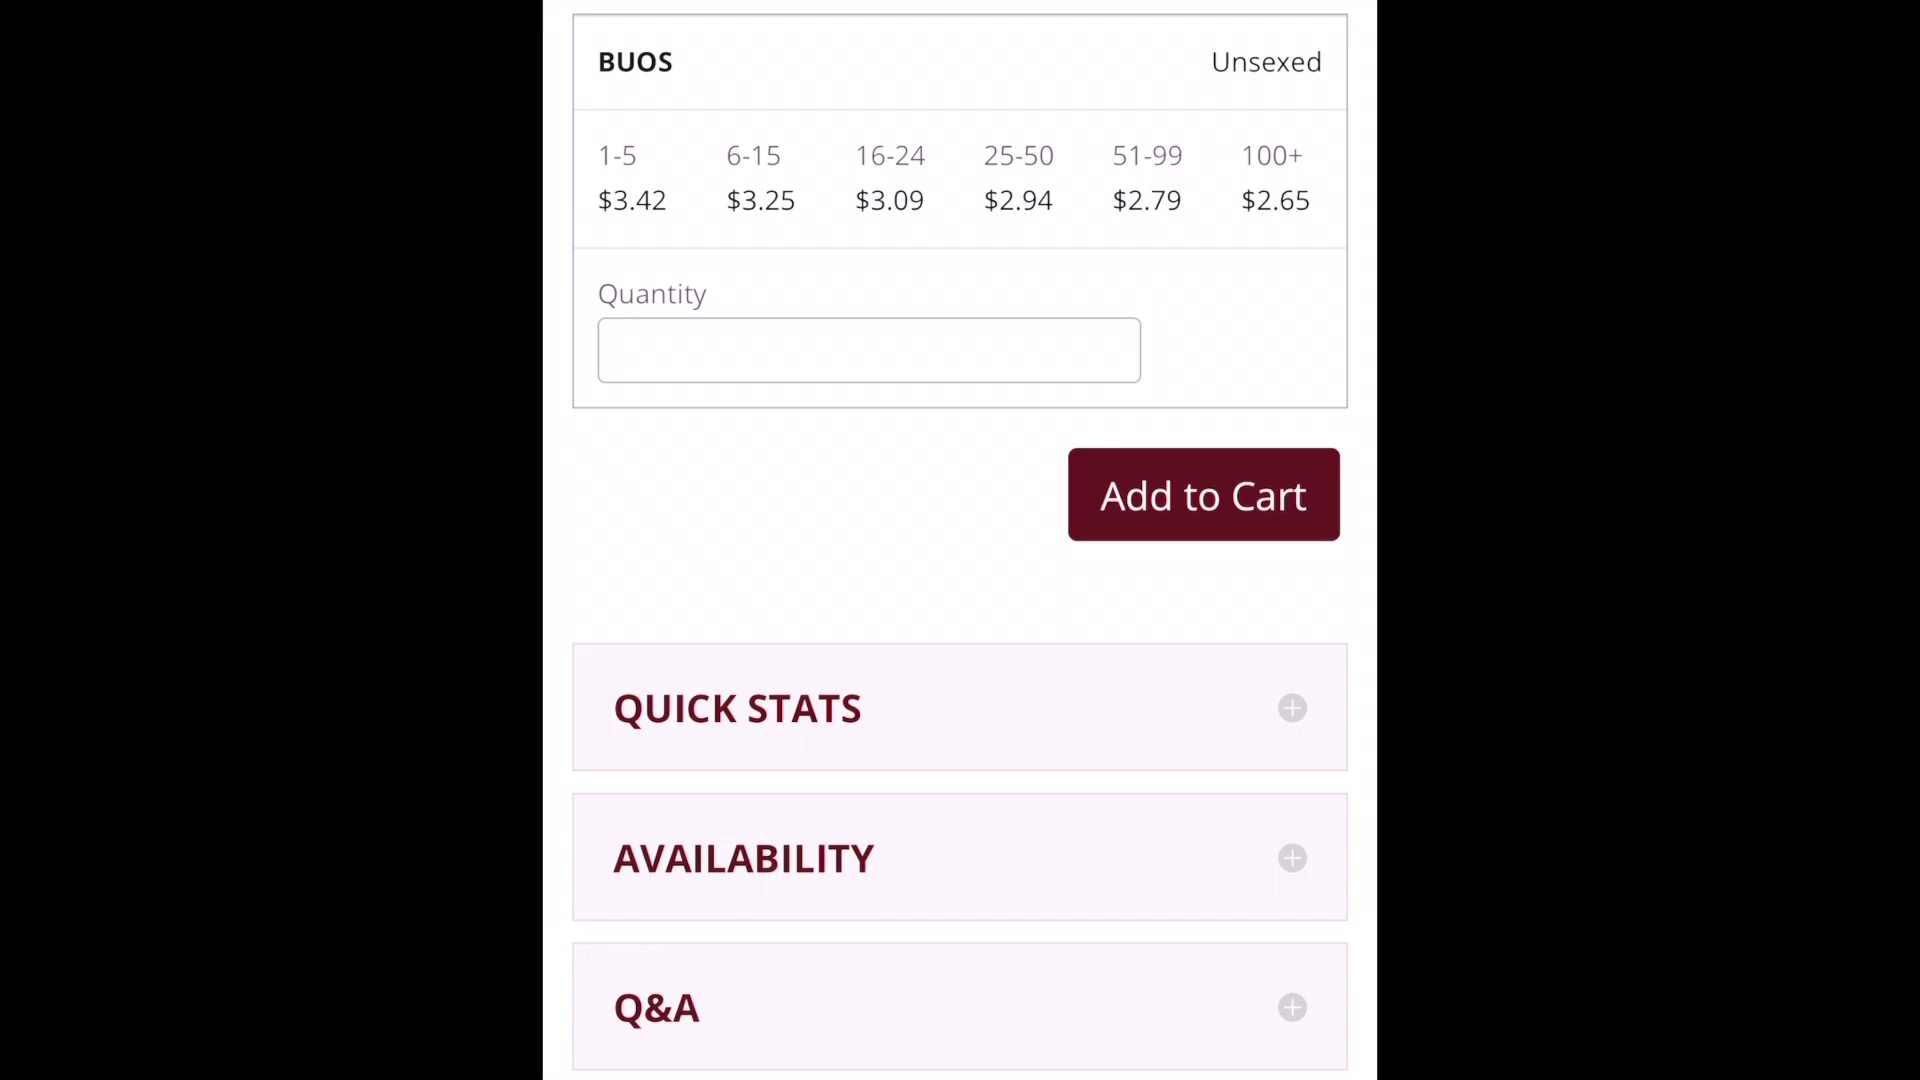 BUOS Unsexed
1-5 6-15 16-24 25-50 51-99 100+
$3.42 $3.25 $3.09 $2.94 $2.79 $2.65
Quantity
Add to Cart
QUICK STATS
AVAILABILITY
Q&A